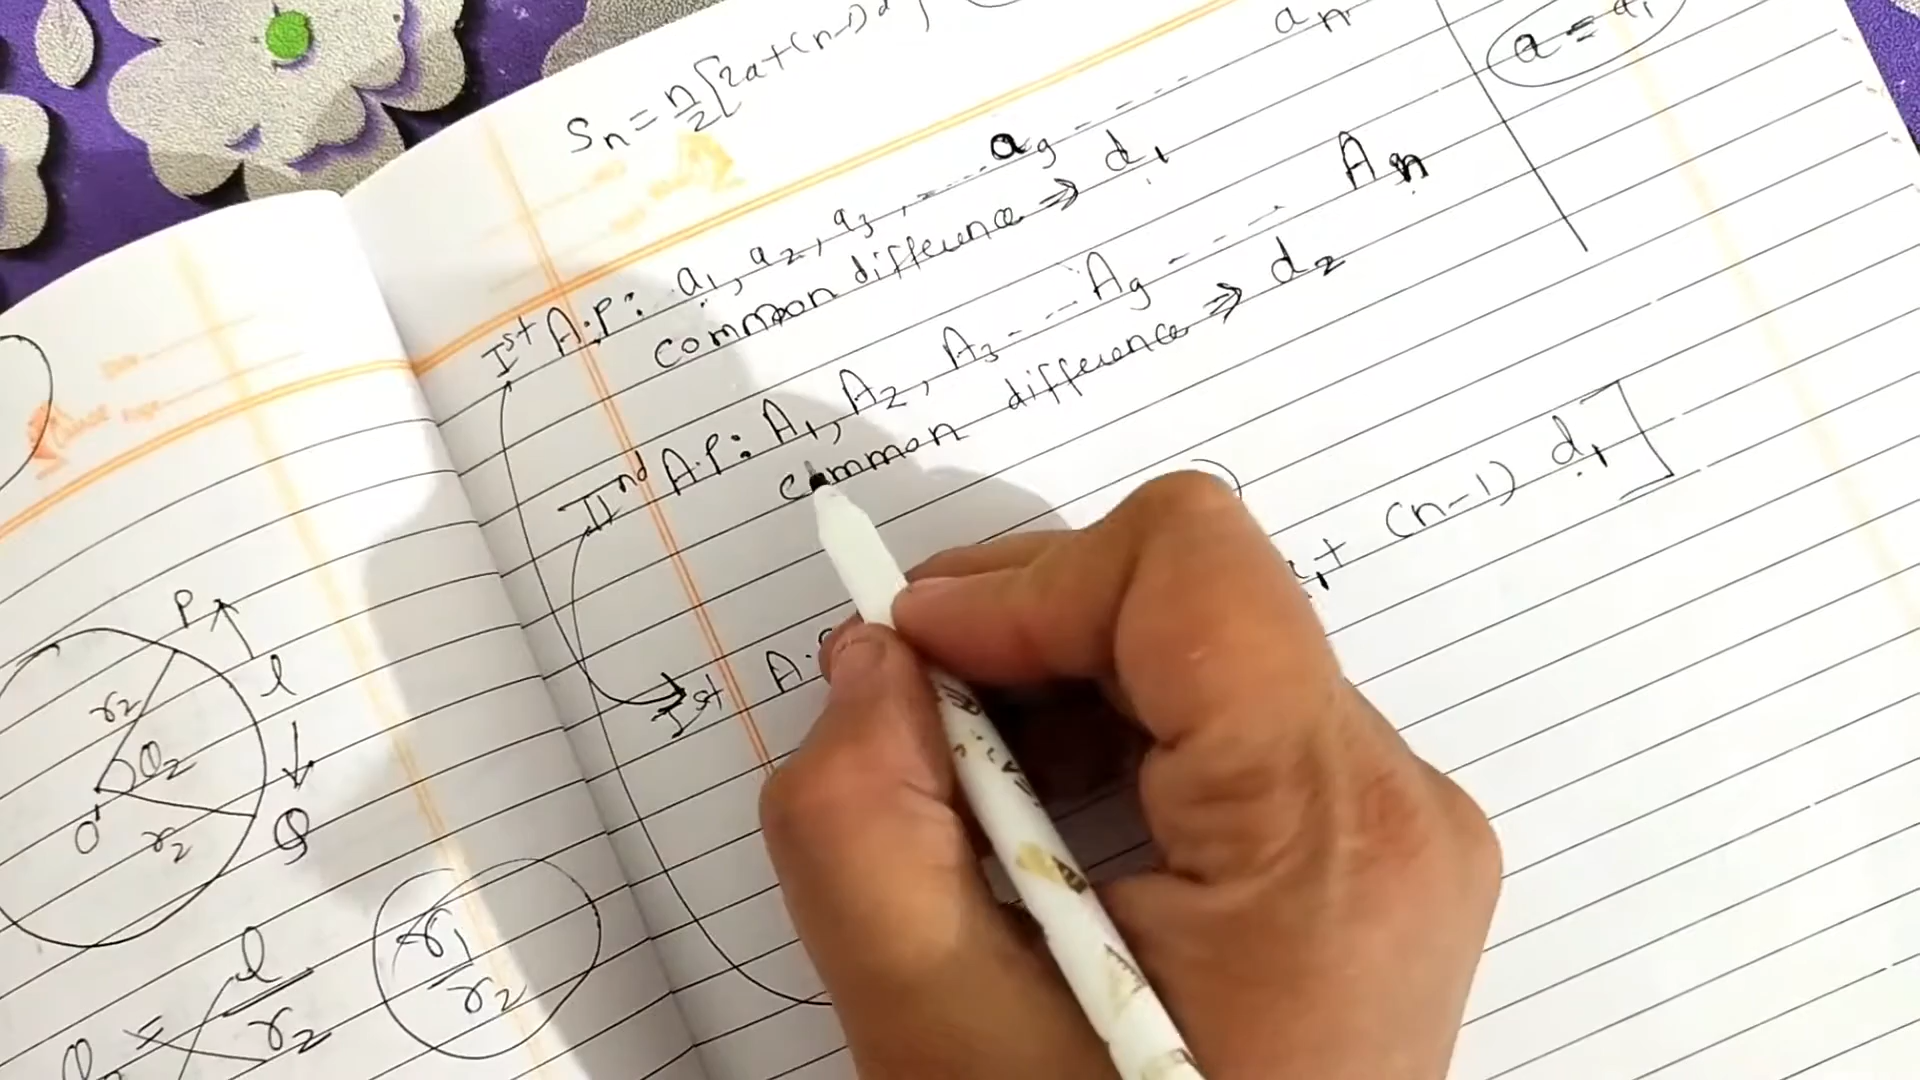 Sn = n/2 [2a + (n-1) d
a = a1
Ist A.P: a1, a2, a3, ..... a9 ------ an
common difference ⇒ d1
IInd A.P: A1, A2, A3 - .. - A9 ------ An
common difference ⇒ d2
Ist A. + (n-1) d1]
P
l
r2
θ2
O'
r2
Q
= l/r2
r1/r2